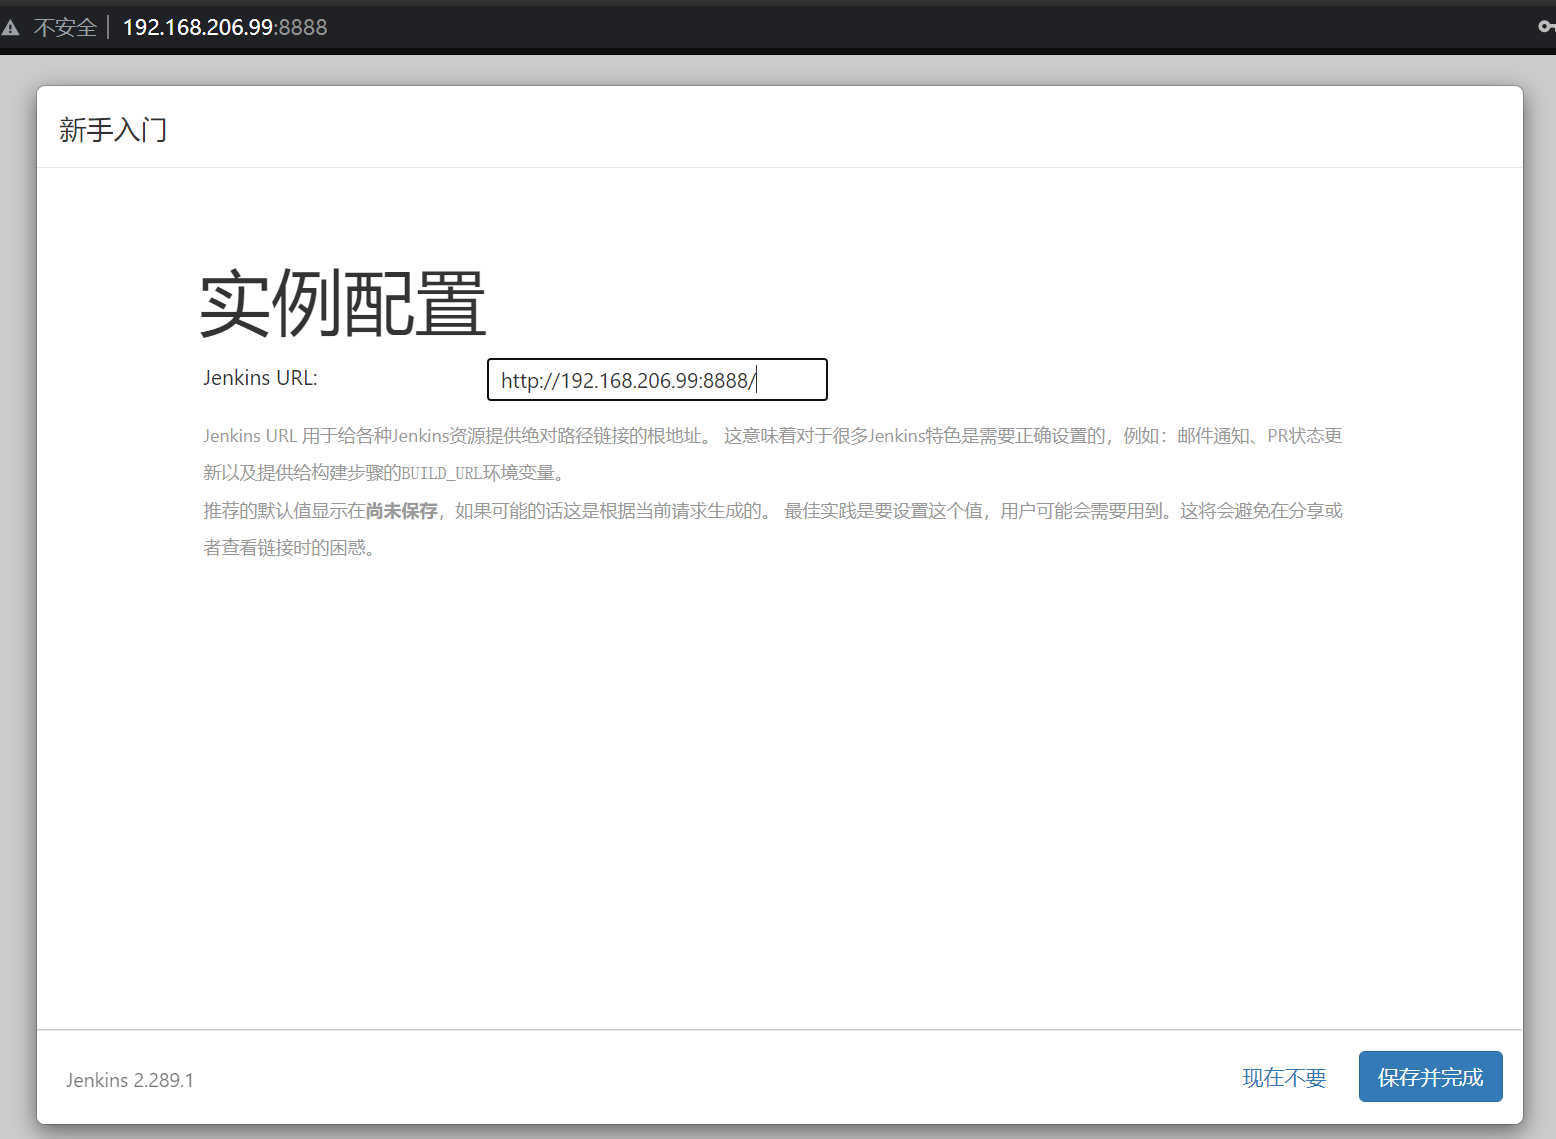 不安全 | 192.168.206.99:8888
新手入门
实例配置
Jenkins URL: http://192.168.206.99:8888/
Jenkins URL 用于给各种Jenkins资源提供绝对路径链接的根地址。 这意味着对于很多Jenkins特色是需要正确设置的，例如：邮件通知、PR状态更
新以及提供给构建步骤的BUILD_URL环境变量。
推荐的默认值显示在尚未保存，如果可能的话这是根据当前请求生成的。 最佳实践是要设置这个值，用户可能会需要用到。这将会避免在分享或
者查看链接时的困惑。
Jenkins 2.289.1 现在不要 保存并完成